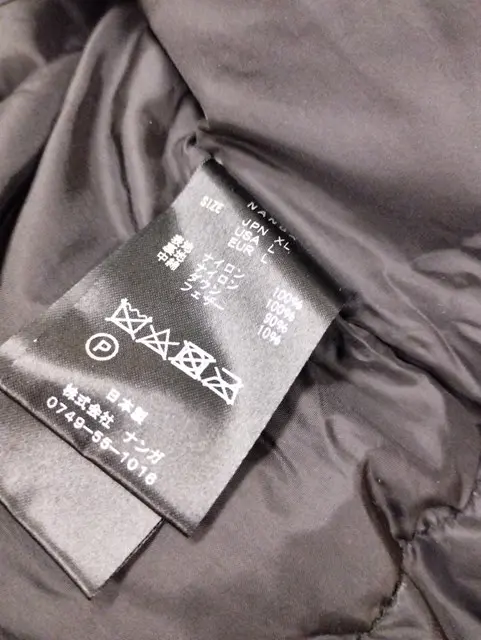 NANGA
SIZE JPN XL
USA L
EUR L
表地 ナイロン 100%
裏地 ナイロン 100%
中綿 ダウン 90%
フェザー 10%
P
日本製
株式会社 ナンガ
0749-55-1016